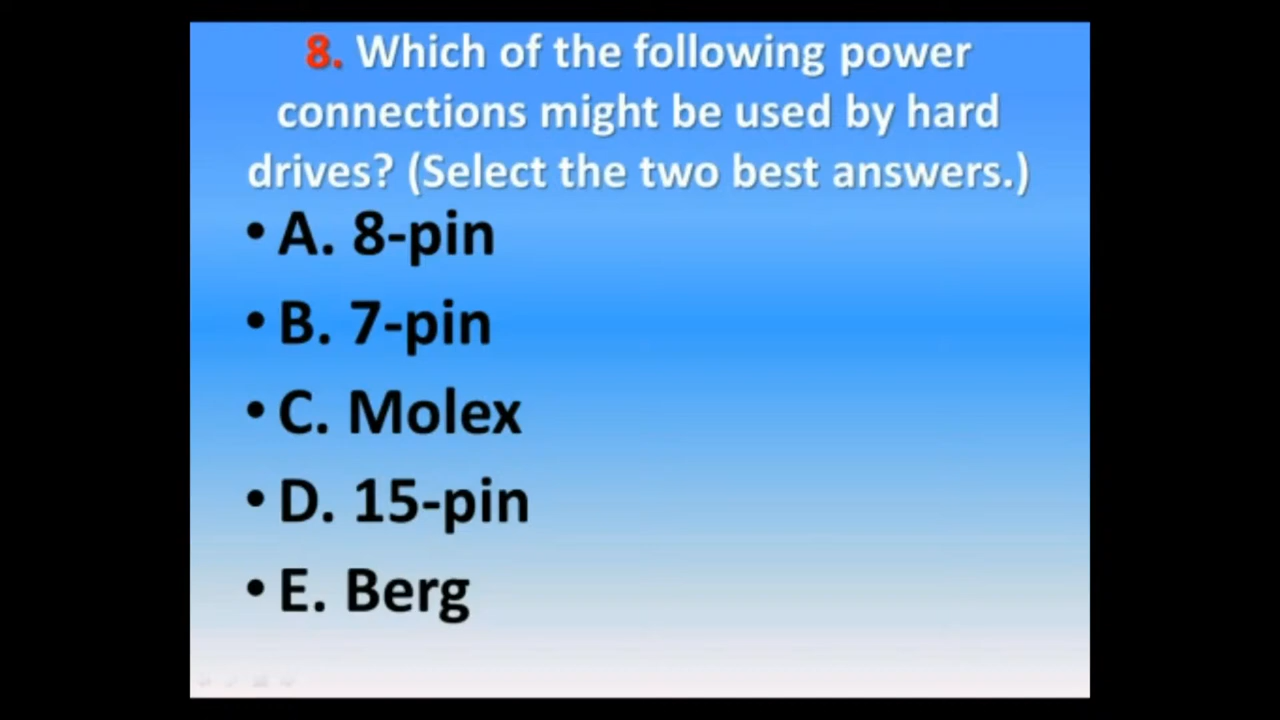 8. Which of the following power
connections might be used by hard
drives? (Select the two best answers.)
• A. 8-pin
• B. 7-pin
• C. Molex
• D. 15-pin
• E. Berg